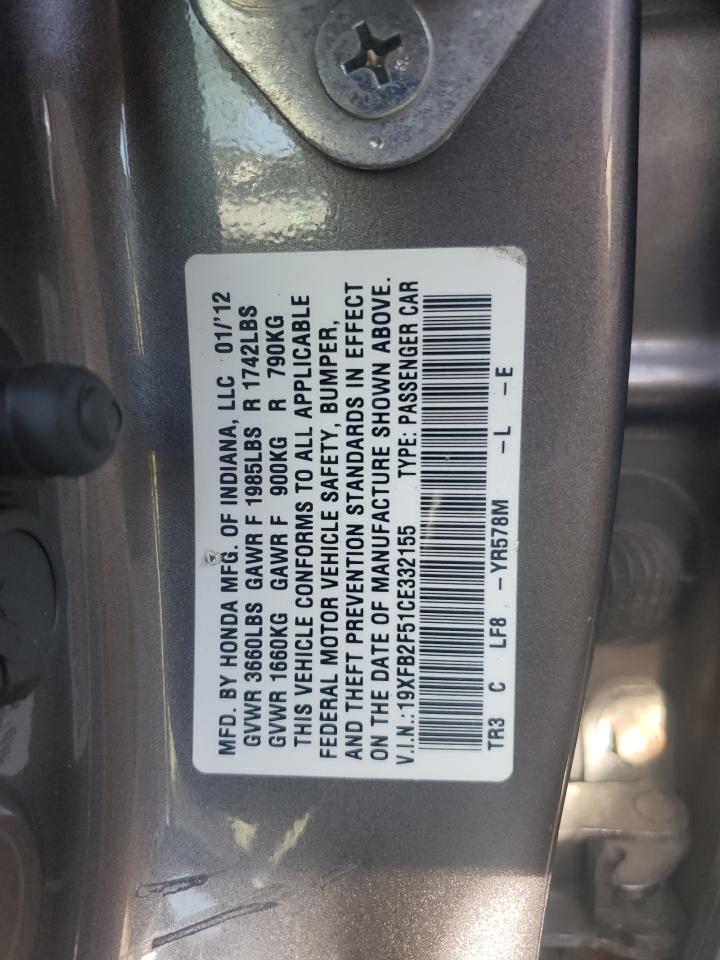 MFD. BY HONDA MFG. OF INDIANA, LLC 01/'12
GVWR 3660LBS GAWR F 1985LBS R 1742LBS
GVWR 1660KG GAWR F 900KG R 790KG
THIS VEHICLE CONFORMS TO ALL APPLICABLE
FEDERAL MOTOR VEHICLE SAFETY, BUMPER,
AND THEFT PREVENTION STANDARDS IN EFFECT
ON THE DATE OF MANUFACTURE SHOWN ABOVE.
V.I.N.:19XFB2F51CE332155 TYPE: PASSENGER CAR
TR3 C LF8 - YR578M -L -E